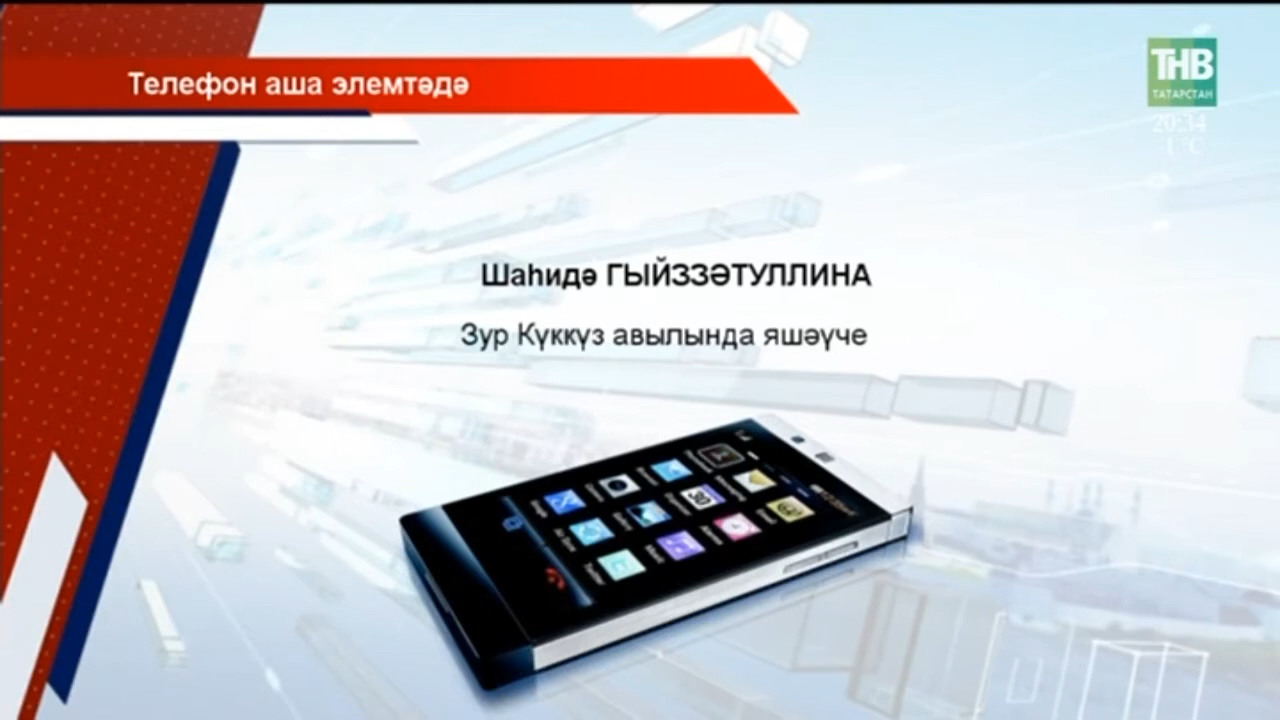 Телефон аша элемтәдә
ТНВ
ТАТАРСТАН
20:34
Шаһидә ГЫЙЗЗӘТУЛЛИНА
Зур Күккүз авылында яшәүче